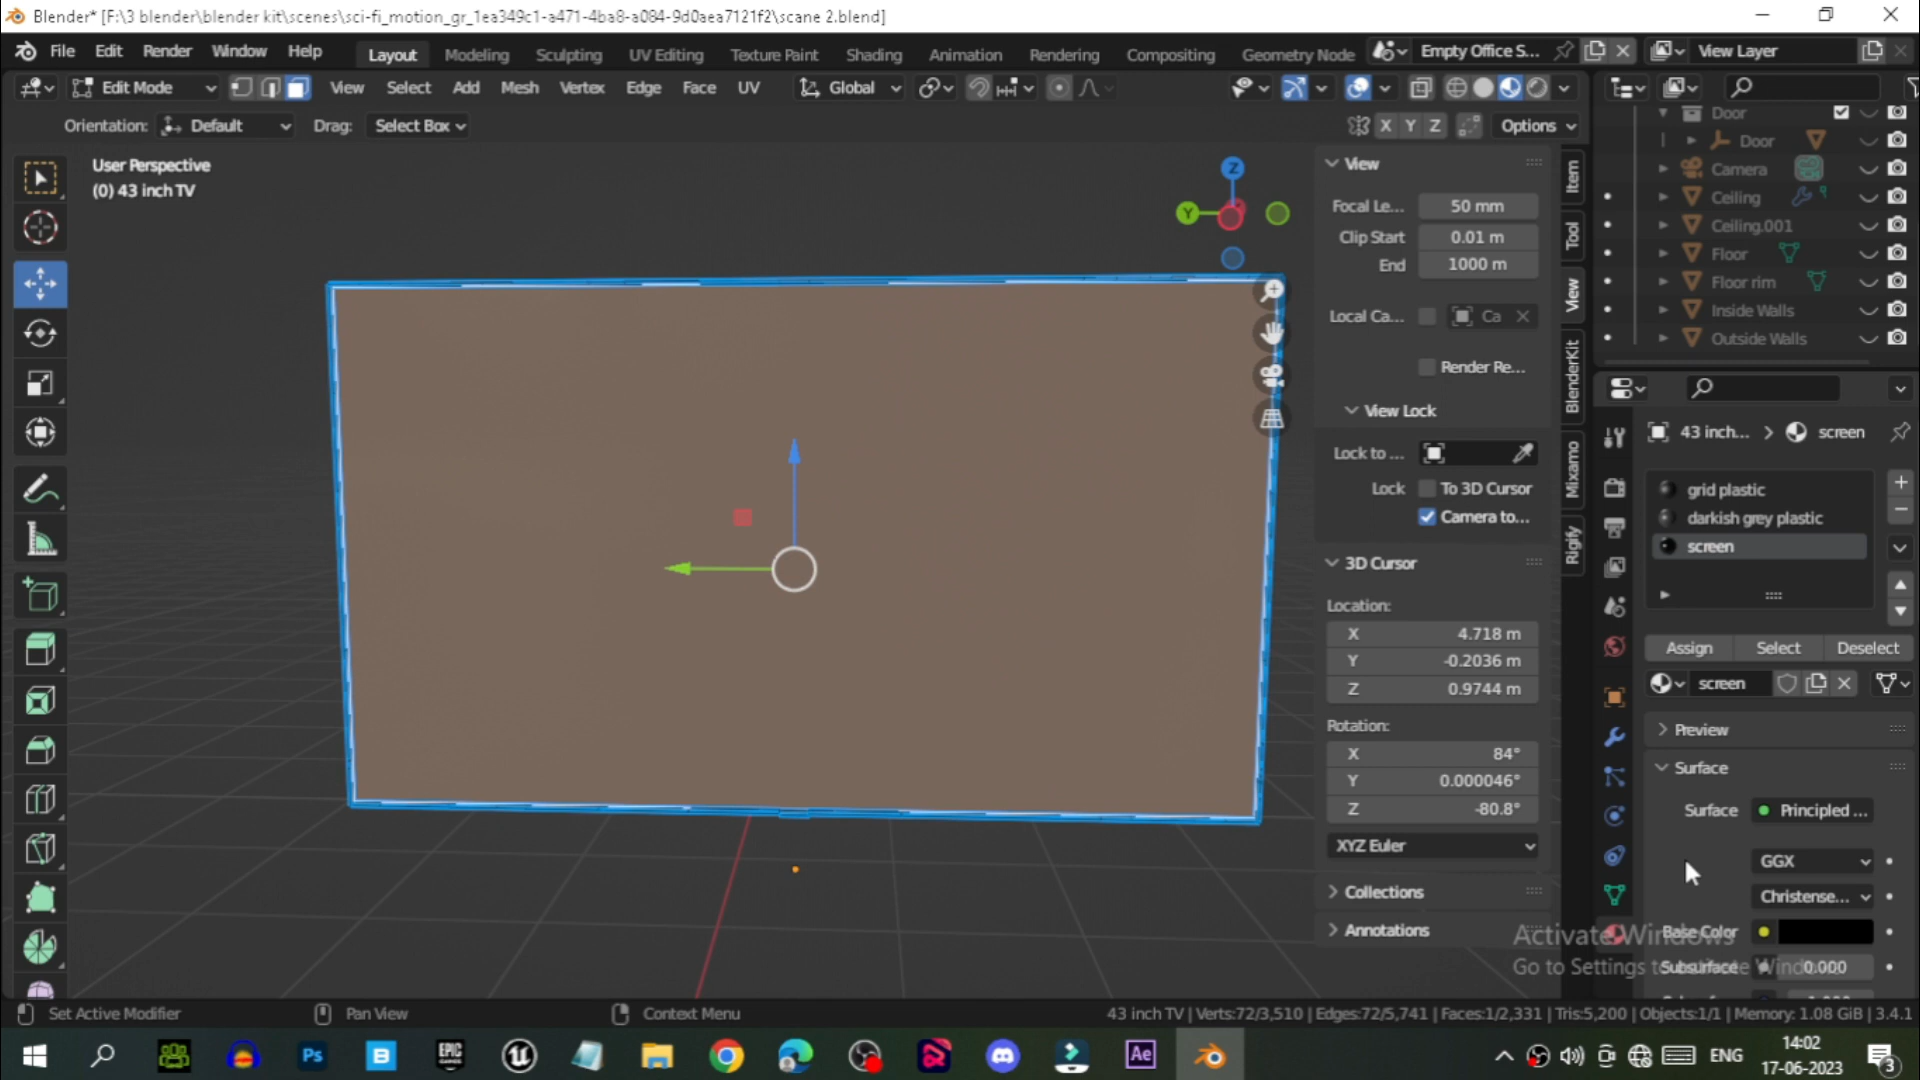 Blender* [F:\3 blender\blender kit\scenes\sci-fi_motion_gr_1ea349c1-a471-4ba8-a084-9d0aea7121f2\scane 2.blend]
File Edit Render Window Help Layout Modeling Sculpting UV Editing Texture Paint Shading Animation Rendering Compositing Geometry Node Empty Office S... View Layer
Edit Mode View Select Add Mesh Vertex Edge Face UV Global
Orientation: Default Drag: Select Box X Y Z Options
User Perspective
(0) 43 inch TV
Z
Y
View
Focal Le... 50 mm
Clip Start 0.01 m
End 1000 m
Local Ca... Ca
Render Re...
View Lock
Lock to ...
Lock To 3D Cursor
Camera to...
3D Cursor
Location:
X 4.718 m
Y -0.2036 m
Z 0.9744 m
Rotation:
X 84°
Y 0.000046°
Z -80.8°
XYZ Euler
Collections
Annotations
Item
Tool
View
BlenderKit
Mixamo
Rigify
Door
Door
Camera
Ceiling
Ceiling.001
Floor
Floor rim
Inside Walls
Outside Walls
43 inch... screen
grid plastic
darkish grey plastic
screen
Assign Select Deselect
screen
Preview
Surface
Surface Principled ...
GGX
Christense...
Base Color
Subsurface 0.000
Activate Windows
Go to Settings to activate Windows.
Set Active Modifier Pan View Context Menu 43 inch TV | Verts:72/3,510 | Edges:72/5,741 | Faces:1/2,331 | Tris:5,200 | Objects:1/1 | Memory: 1.08 GiB | 3.4.1
Ps B EPIC GAMES Ae ENG 14:02
17-06-2023 3